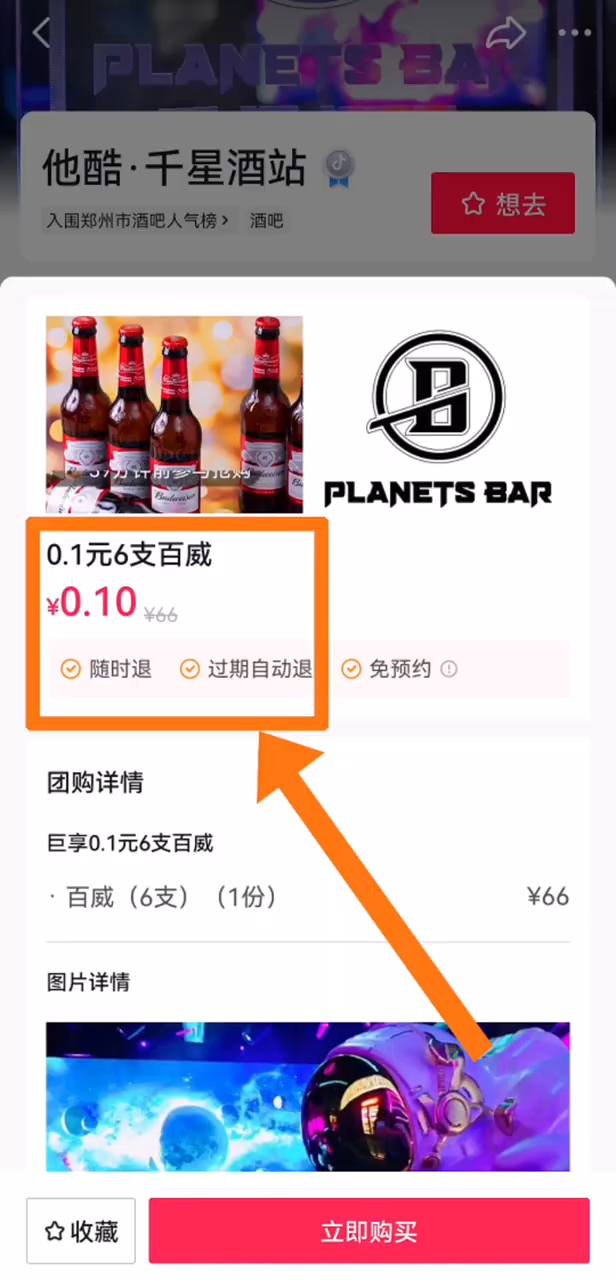 PLANETS BAR
他酷·千星酒站
入围郑州市酒吧人气榜>
酒吧
想去
Budweiser
PLANETS BAR
0.1元6支百威
¥0.10 ¥66
随时退 过期自动退 免预约
团购详情
巨享0.1元6支百威
· 百威（6支）（1份） ¥66
图片详情
收藏
立即购买